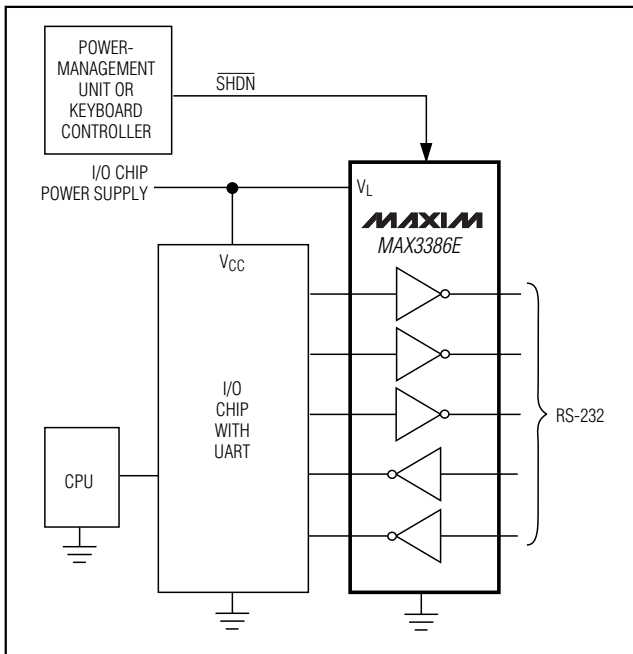 POWER-
MANAGEMENT
UNIT OR
KEYBOARD
CONTROLLER
SHDN
I/O CHIP
POWER SUPPLY
VL
MAXIM
MAX3386E
VCC
I/O
CHIP
WITH
UART
RS-232
CPU